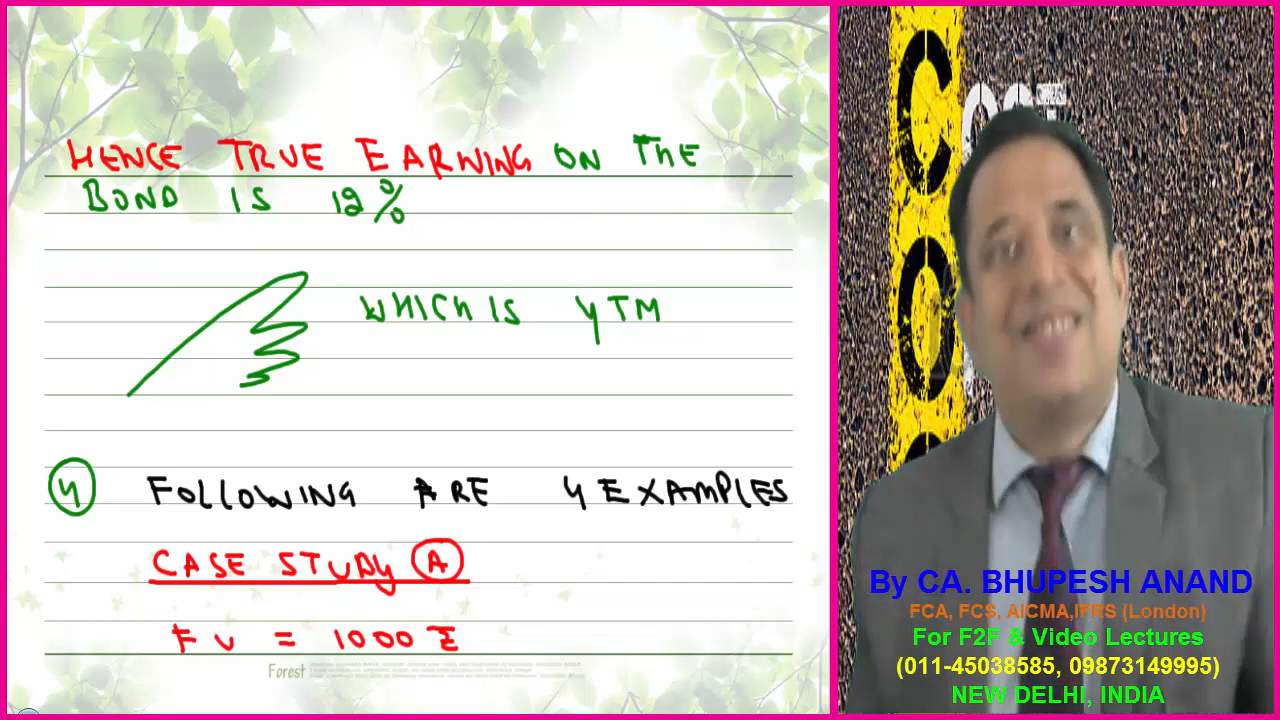 HENCE TRUE EARNING ON THE
BOND IS 12%
WHICH IS YTM
4 FOLLOWING ARE 4 EXAMPLES
CASE STUDY A
FV = 1000 Σ
Forest
By CA. BHUPESH ANAND
FCA, FCS, AICMA,IFRS (London)
For F2F & Video Lectures
(011-45038585, 09873149995)
NEW DELHI, INDIA